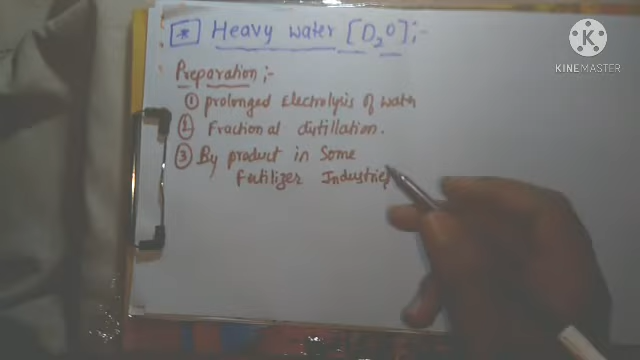 * Heavy water [D₂O];-
Preparation ;-
① prolonged Electrolysis of water
② Fractional distillation.
③ By product in Some
Fertilizer Industries
K
KINEMASTER